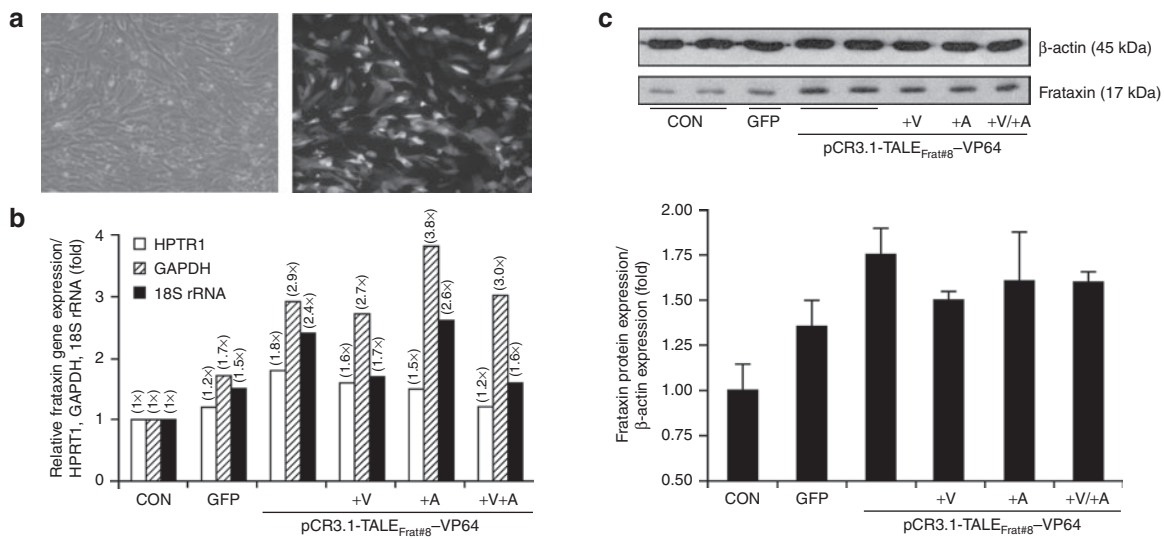 a
b
Relative frataxin gene expression/
HPRT1, GAPDH, 18S rRNA (fold)
4
3
2
1
0
HPTR1
GAPDH
18S rRNA
(1×) (1×) (1×)
(1.2×) (1.7×) (1.5×)
(1.8×) (2.9×) (2.4×)
(1.6×) (2.7×) (1.7×)
(1.5×) (3.8×) (2.6×)
(1.2×) (3.0×) (1.6×)
CON GFP +V +A +V+A
pCR3.1-TALEFrat#8–VP64
c
β-actin (45 kDa)
Frataxin (17 kDa)
CON GFP +V +A +V/+A
pCR3.1-TALEFrat#8–VP64
Frataxin protein expression/
β-actin expression (fold)
2.00
1.75
1.50
1.25
1.00
0.75
0.50
CON GFP +V +A +V/+A
pCR3.1-TALEFrat#8–VP64